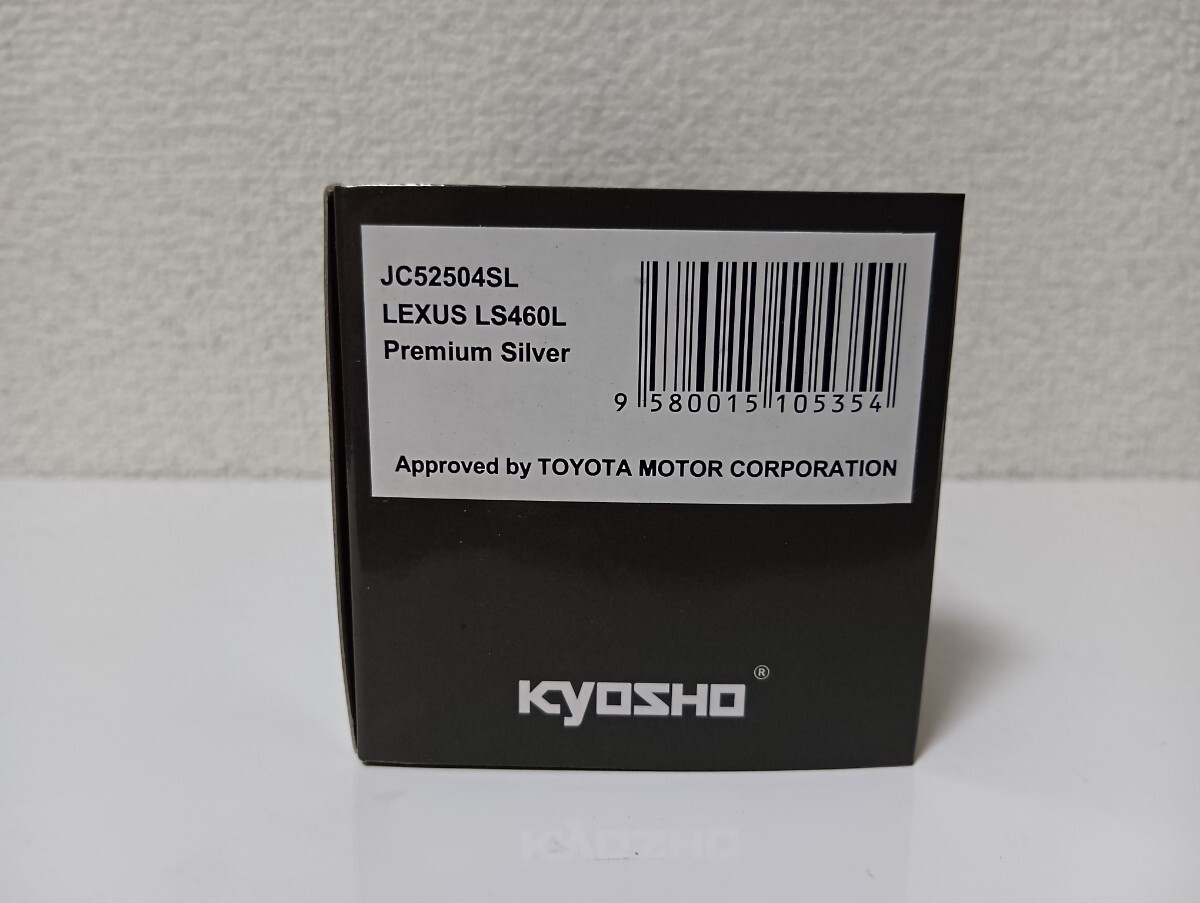 JC52504SL
LEXUS LS460L
Premium Silver
9 580015 105354
Approved by TOYOTA MOTOR CORPORATION
KYOSHO®